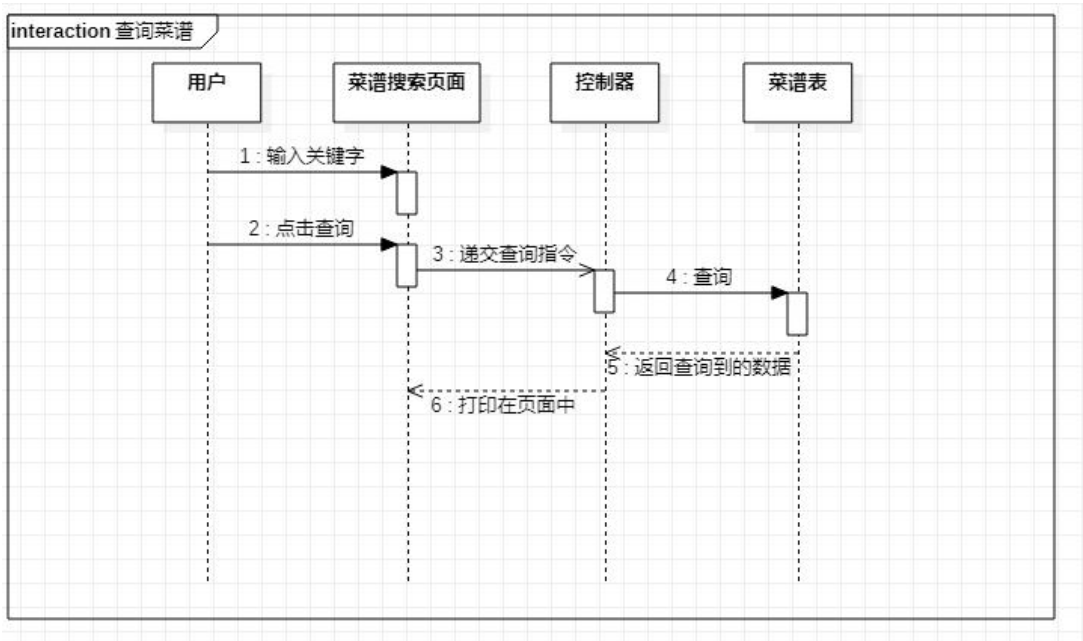 interaction 查询菜谱
用户
菜谱搜索页面
控制器
菜谱表
1 : 输入关键字
2 : 点击查询
3 : 递交查询指令
4 : 查询
5 : 返回查询到的数据
6 : 打印在页面中